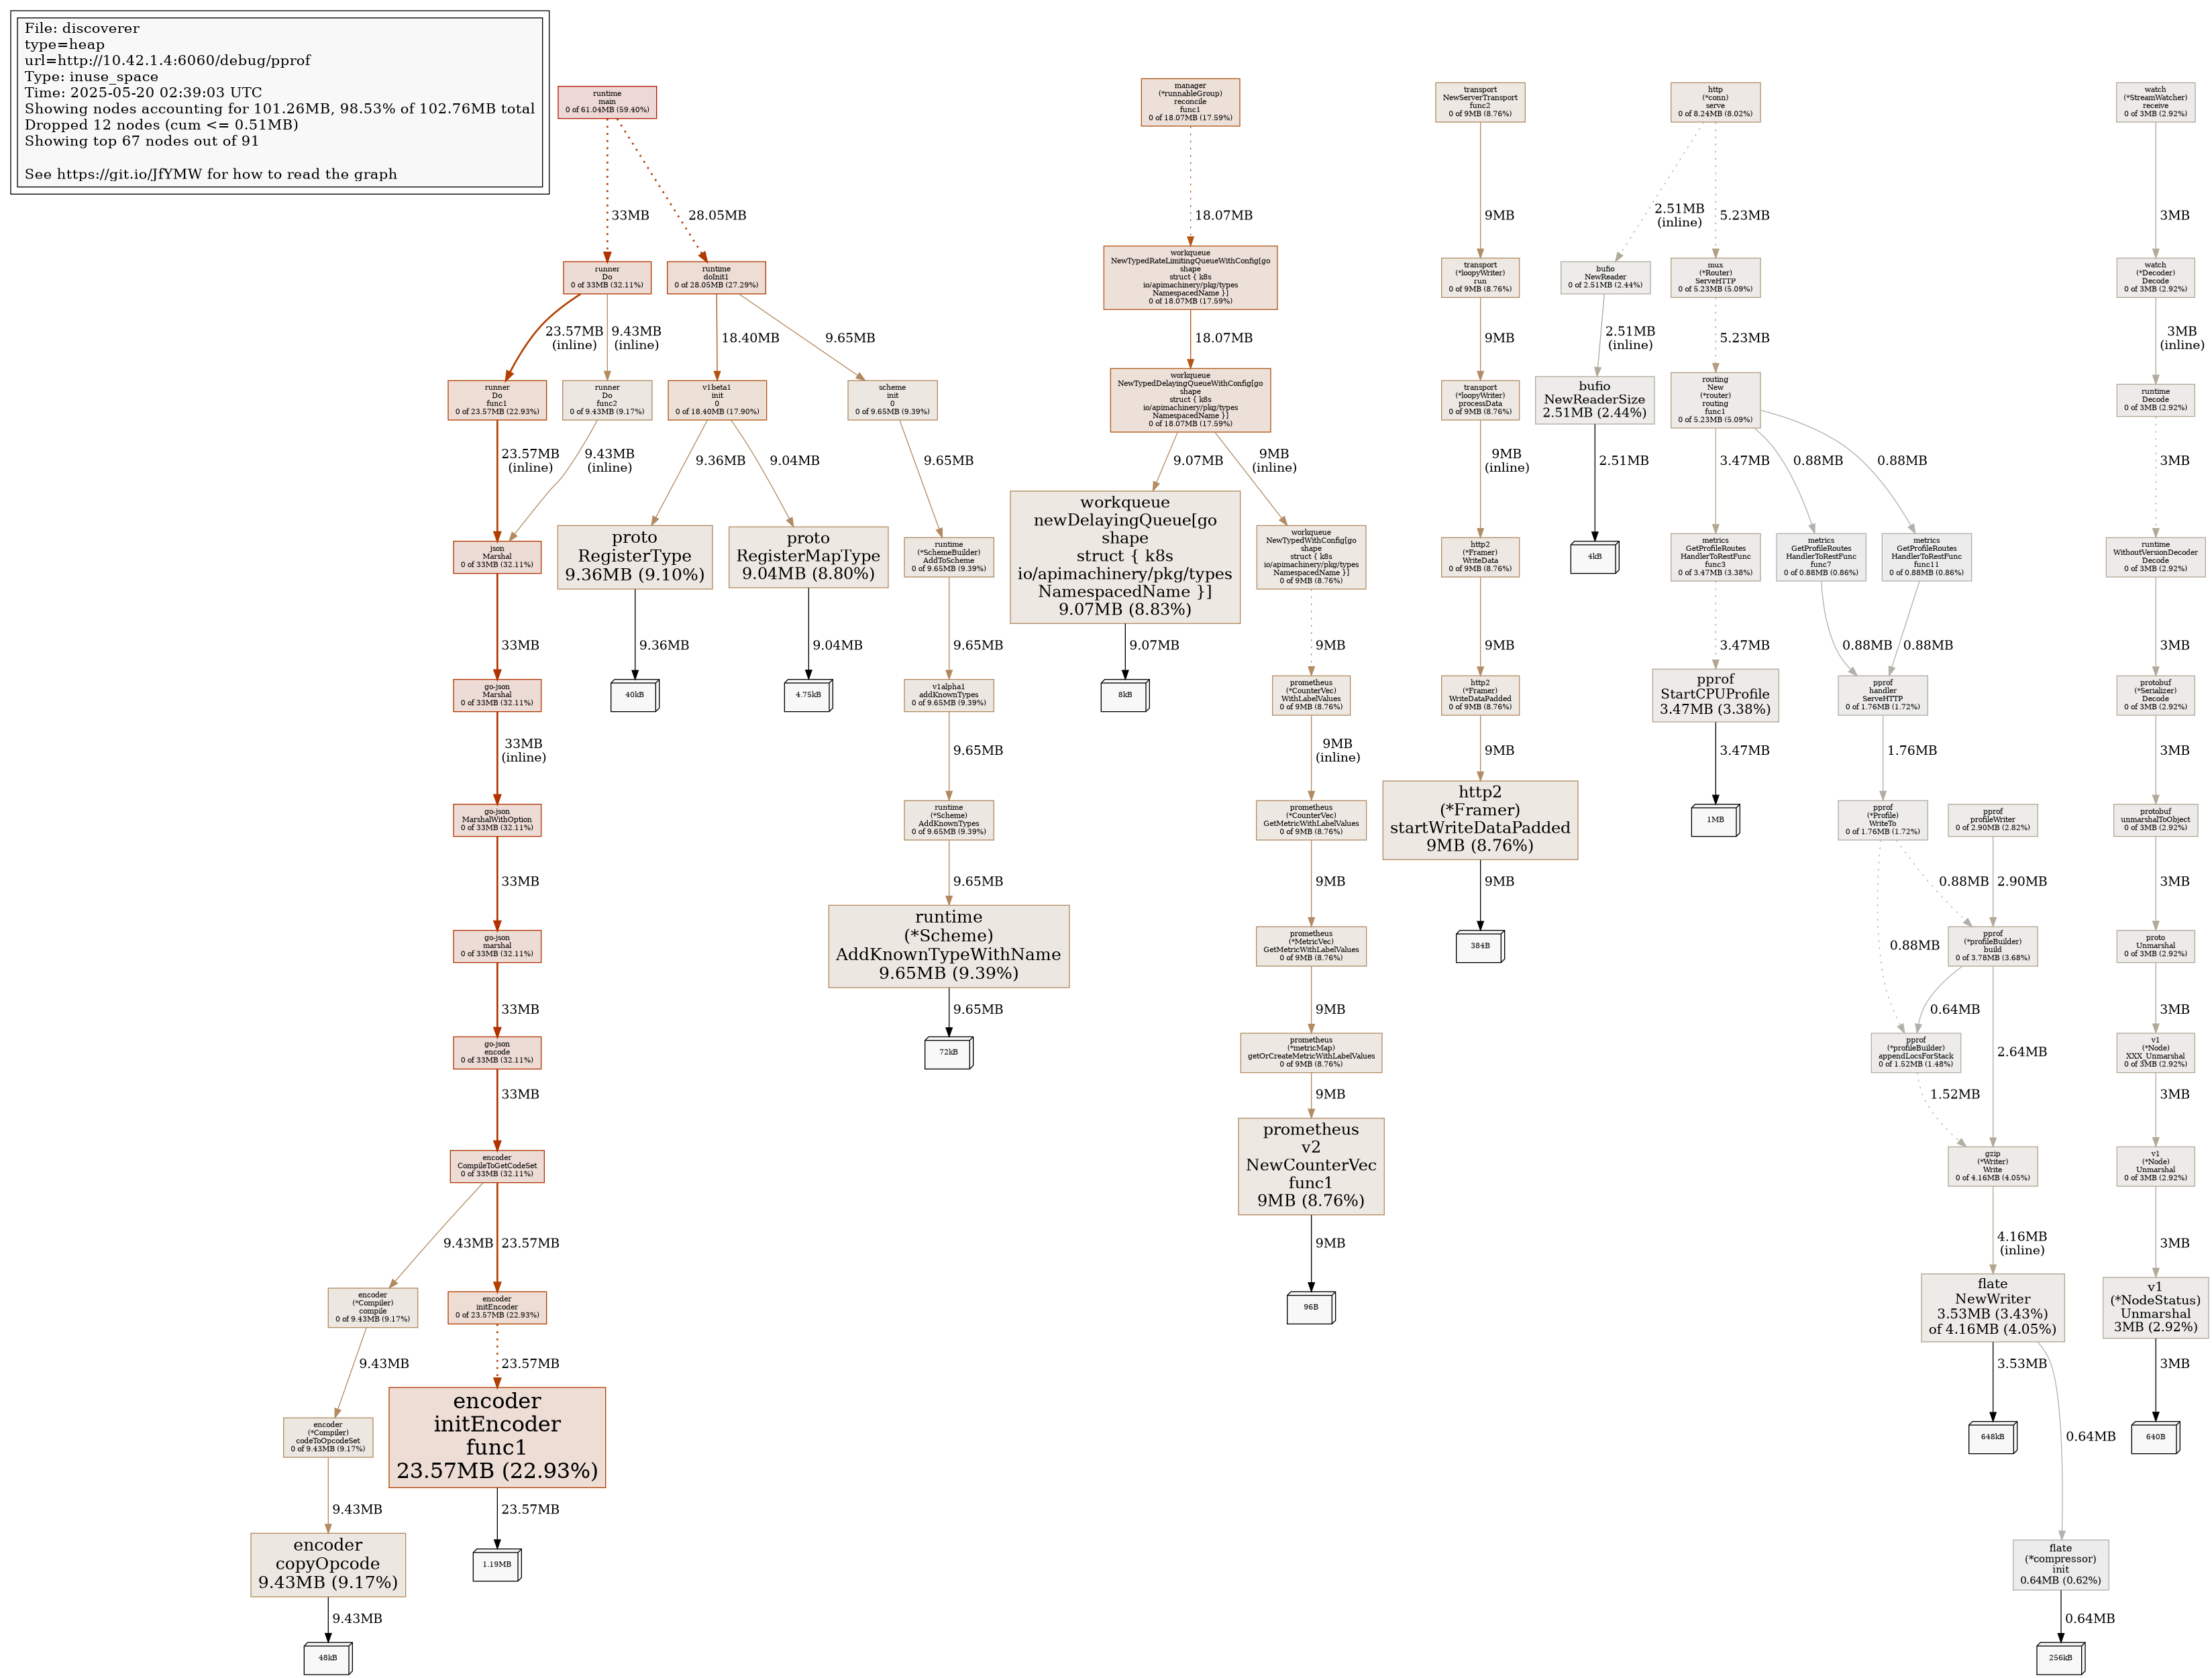 File: discoverer
type=heap
url=http://10.42.1.4:6060/debug/pprof
Type: inuse_space
Time: 2025-05-20 02:39:03 UTC
Showing nodes accounting for 101.26MB, 98.53% of 102.76MB total
Dropped 12 nodes (cum <= 0.51MB)
Showing top 67 nodes out of 91
See https://git.io/JfYMW for how to read the graph
runtime
main
0 of 61.04MB (59.40%)
33MB
28.05MB
runner
Do
0 of 33MB (32.11%)
runtime
doInit1
0 of 28.05MB (27.29%)
23.57MB
(inline)
9.43MB
(inline)
18.40MB
9.65MB
runner
Do
func1
0 of 23.57MB (22.93%)
runner
Do
func2
0 of 9.43MB (9.17%)
v1beta1
init
0
0 of 18.40MB (17.90%)
scheme
init
0
0 of 9.65MB (9.39%)
23.57MB
(inline)
9.43MB
(inline)
9.36MB
9.04MB
9.65MB
json
Marshal
0 of 33MB (32.11%)
proto
RegisterType
9.36MB (9.10%)
proto
RegisterMapType
9.04MB (8.80%)
runtime
(*SchemeBuilder)
AddToScheme
0 of 9.65MB (9.39%)
33MB
9.36MB
9.04MB
9.65MB
go-json
Marshal
0 of 33MB (32.11%)
40kB
4.75kB
v1alpha1
addKnownTypes
0 of 9.65MB (9.39%)
33MB
(inline)
9.65MB
go-json
MarshalWithOption
0 of 33MB (32.11%)
runtime
(*Scheme)
AddKnownTypes
0 of 9.65MB (9.39%)
33MB
9.65MB
go-json
marshal
0 of 33MB (32.11%)
runtime
(*Scheme)
AddKnownTypeWithName
9.65MB (9.39%)
33MB
9.65MB
go-json
encode
0 of 33MB (32.11%)
72kB
33MB
encoder
CompileToGetCodeSet
0 of 33MB (32.11%)
9.43MB
23.57MB
encoder
(*Compiler)
compile
0 of 9.43MB (9.17%)
encoder
initEncoder
0 of 23.57MB (22.93%)
9.43MB
23.57MB
encoder
(*Compiler)
codeToOpcodeSet
0 of 9.43MB (9.17%)
encoder
initEncoder
func1
23.57MB (22.93%)
9.43MB
23.57MB
encoder
copyOpcode
9.43MB (9.17%)
1.19MB
9.43MB
48kB
manager
(*runnableGroup)
reconcile
func1
0 of 18.07MB (17.59%)
18.07MB
workqueue
NewTypedRateLimitingQueueWithConfig[go
shape
struct { k8s
io/apimachinery/pkg/types
NamespacedName }]
0 of 18.07MB (17.59%)
18.07MB
workqueue
NewTypedDelayingQueueWithConfig[go
shape
struct { k8s
io/apimachinery/pkg/types
NamespacedName }]
0 of 18.07MB (17.59%)
9.07MB
9MB
(inline)
workqueue
newDelayingQueue[go
shape
struct { k8s
io/apimachinery/pkg/types
NamespacedName }]
9.07MB (8.83%)
workqueue
NewTypedWithConfig[go
shape
struct { k8s
io/apimachinery/pkg/types
NamespacedName }]
0 of 9MB (8.76%)
9.07MB
9MB
8kB
prometheus
(*CounterVec)
WithLabelValues
0 of 9MB (8.76%)
9MB
(inline)
prometheus
(*CounterVec)
GetMetricWithLabelValues
0 of 9MB (8.76%)
9MB
prometheus
(*MetricVec)
GetMetricWithLabelValues
0 of 9MB (8.76%)
9MB
prometheus
(*metricMap)
getOrCreateMetricWithLabelValues
0 of 9MB (8.76%)
9MB
prometheus
v2
NewCounterVec
func1
9MB (8.76%)
9MB
96B
transport
NewServerTransport
func2
0 of 9MB (8.76%)
9MB
transport
(*loopyWriter)
run
0 of 9MB (8.76%)
9MB
transport
(*loopyWriter)
processData
0 of 9MB (8.76%)
9MB
(inline)
http2
(*Framer)
WriteData
0 of 9MB (8.76%)
9MB
http2
(*Framer)
WriteDataPadded
0 of 9MB (8.76%)
9MB
http2
(*Framer)
startWriteDataPadded
9MB (8.76%)
9MB
384B
http
(*conn)
serve
0 of 8.24MB (8.02%)
2.51MB
(inline)
5.23MB
bufio
NewReader
0 of 2.51MB (2.44%)
mux
(*Router)
ServeHTTP
0 of 5.23MB (5.09%)
2.51MB
(inline)
5.23MB
bufio
NewReaderSize
2.51MB (2.44%)
routing
New
(*router)
routing
func1
0 of 5.23MB (5.09%)
2.51MB
3.47MB
0.88MB
0.88MB
4kB
metrics
GetProfileRoutes
HandlerToRestFunc
func3
0 of 3.47MB (3.38%)
metrics
GetProfileRoutes
HandlerToRestFunc
func7
0 of 0.88MB (0.86%)
metrics
GetProfileRoutes
HandlerToRestFunc
func11
0 of 0.88MB (0.86%)
3.47MB
0.88MB
0.88MB
pprof
StartCPUProfile
3.47MB (3.38%)
pprof
handler
ServeHTTP
0 of 1.76MB (1.72%)
3.47MB
1.76MB
1MB
pprof
(*Profile)
WriteTo
0 of 1.76MB (1.72%)
pprof
profileWriter
0 of 2.90MB (2.82%)
0.88MB
0.88MB
2.90MB
pprof
(*profileBuilder)
build
0 of 3.78MB (3.68%)
0.64MB
2.64MB
pprof
(*profileBuilder)
appendLocsForStack
0 of 1.52MB (1.48%)
1.52MB
gzip
(*Writer)
Write
0 of 4.16MB (4.05%)
4.16MB
(inline)
flate
NewWriter
3.53MB (3.43%)
of 4.16MB (4.05%)
3.53MB
0.64MB
648kB
flate
(*compressor)
init
0.64MB (0.62%)
0.64MB
256kB
watch
(*StreamWatcher)
receive
0 of 3MB (2.92%)
3MB
watch
(*Decoder)
Decode
0 of 3MB (2.92%)
3MB
(inline)
runtime
Decode
0 of 3MB (2.92%)
3MB
runtime
WithoutVersionDecoder
Decode
0 of 3MB (2.92%)
3MB
protobuf
(*Serializer)
Decode
0 of 3MB (2.92%)
3MB
protobuf
unmarshalToObject
0 of 3MB (2.92%)
3MB
proto
Unmarshal
0 of 3MB (2.92%)
3MB
v1
(*Node)
XXX_Unmarshal
0 of 3MB (2.92%)
3MB
v1
(*Node)
Unmarshal
0 of 3MB (2.92%)
3MB
v1
(*NodeStatus)
Unmarshal
3MB (2.92%)
3MB
640B